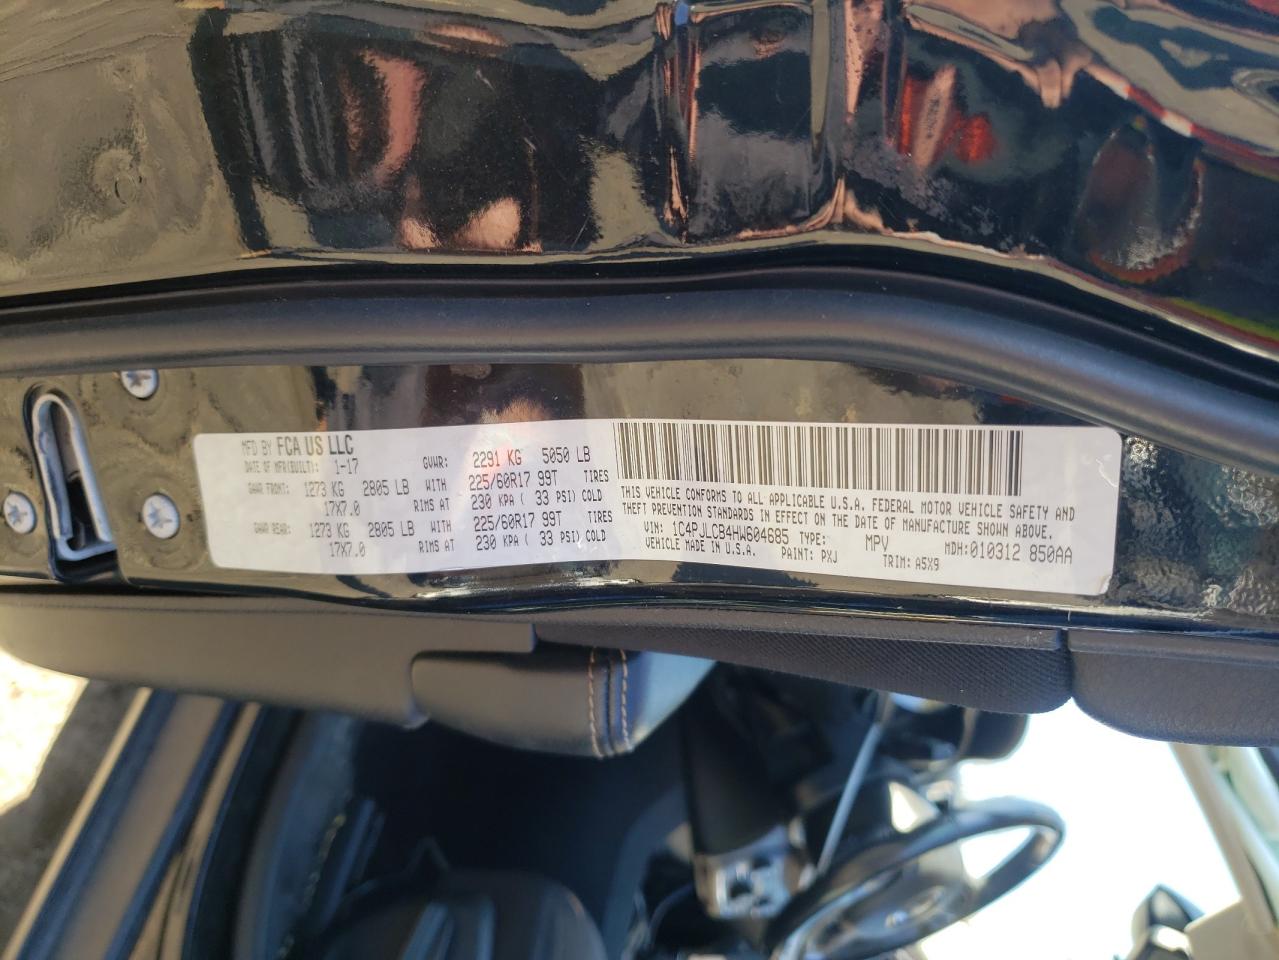 MFD BY FCA US LLC
DATE OF MFR(BUILT): 1-17 GVWR: 2291 KG 5050 LB
GAWR FRONT: 1273 KG 2805 LB WITH 225/60R17 99T TIRES
17X7.0 RIMS AT 230 KPA ( 33 PSI) COLD
GAWR REAR: 1273 KG 2805 LB WITH 225/60R17 99T TIRES
17X7.0 RIMS AT 230 KPA ( 33 PSI) COLD
THIS VEHICLE CONFORMS TO ALL APPLICABLE U.S.A. FEDERAL MOTOR VEHICLE SAFETY AND
THEFT PREVENTION STANDARDS IN EFFECT ON THE DATE OF MANUFACTURE SHOWN ABOVE.
VIN: 1C4PJLCB4HW604685 TYPE: MPV MDH: 010312 850AA
VEHICLE MADE IN U.S.A. PAINT: PXJ TRIM: A5X9